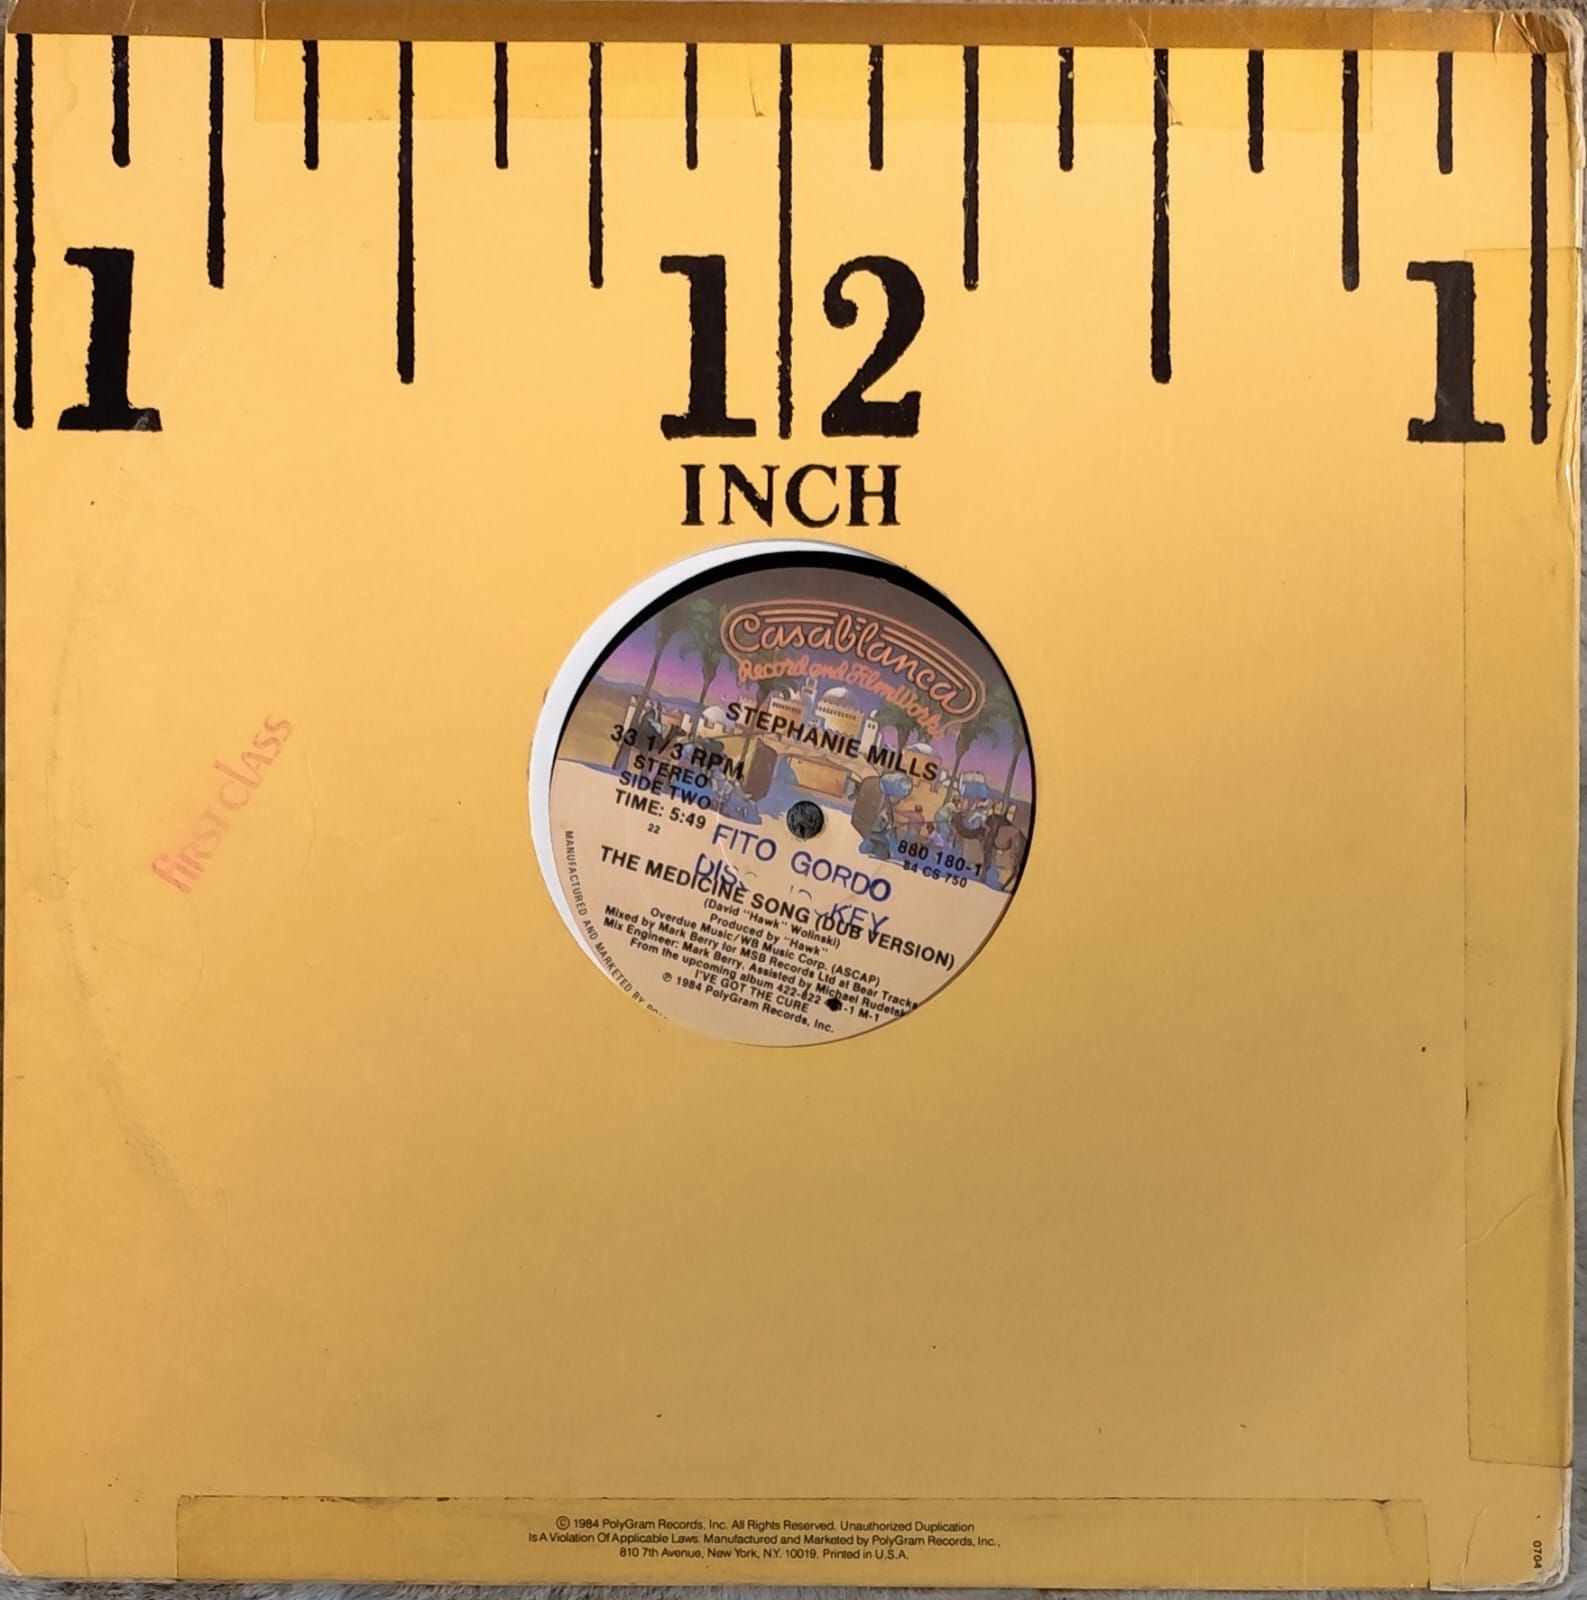 1 12 1
INCH
Casablanca
Record and FilmWorks
STEPHANIE MILLS
33 1/3 RPM
STEREO
SIDE TWO
TIME: 5:49
22
880 180-1
84 CS 750
FITO GORDO
THE MEDICINE SONG (DUB VERSION)
(David "Hawk" Wolinski)
Produced by "Hawk"
Overdue Music/WB Music Corp. (ASCAP)
Mixed by Mark Berry for MSB Records Ltd at Bear Tracks
Mix Engineer: Mark Berry, Assisted by Michael
From the upcoming album 422-822 -1 M-1
I'VE GOT THE CURE
℗ 1984 PolyGram Records, Inc.
MANUFACTURED AND MARKETED BY
FIRST CLASS
© 1984 PolyGram Records, Inc. All Rights Reserved. Unauthorized Duplication
Is A Violation Of Applicable Laws. Manufactured and Marketed by PolyGram Records, Inc.,
810 7th Avenue, New York, N.Y. 10019. Printed in U.S.A.
0704